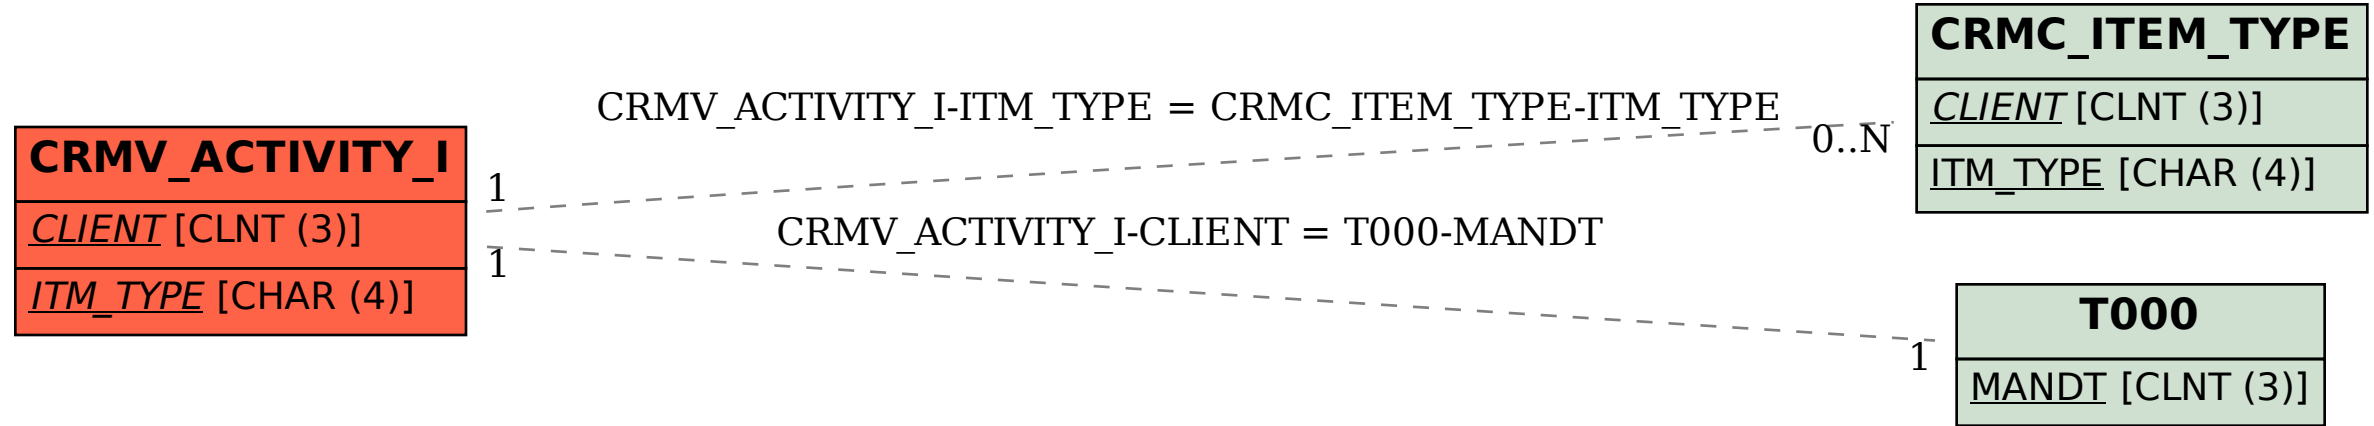 CRMV_ACTIVITY_I
CLIENT [CLNT (3)]
ITM_TYPE [CHAR (4)]
CRMV_ACTIVITY_I-ITM_TYPE = CRMC_ITEM_TYPE-ITM_TYPE
1
0..N
CRMV_ACTIVITY_I-CLIENT = T000-MANDT
1
1
CRMC_ITEM_TYPE
CLIENT [CLNT (3)]
ITM_TYPE [CHAR (4)]
T000
MANDT [CLNT (3)]